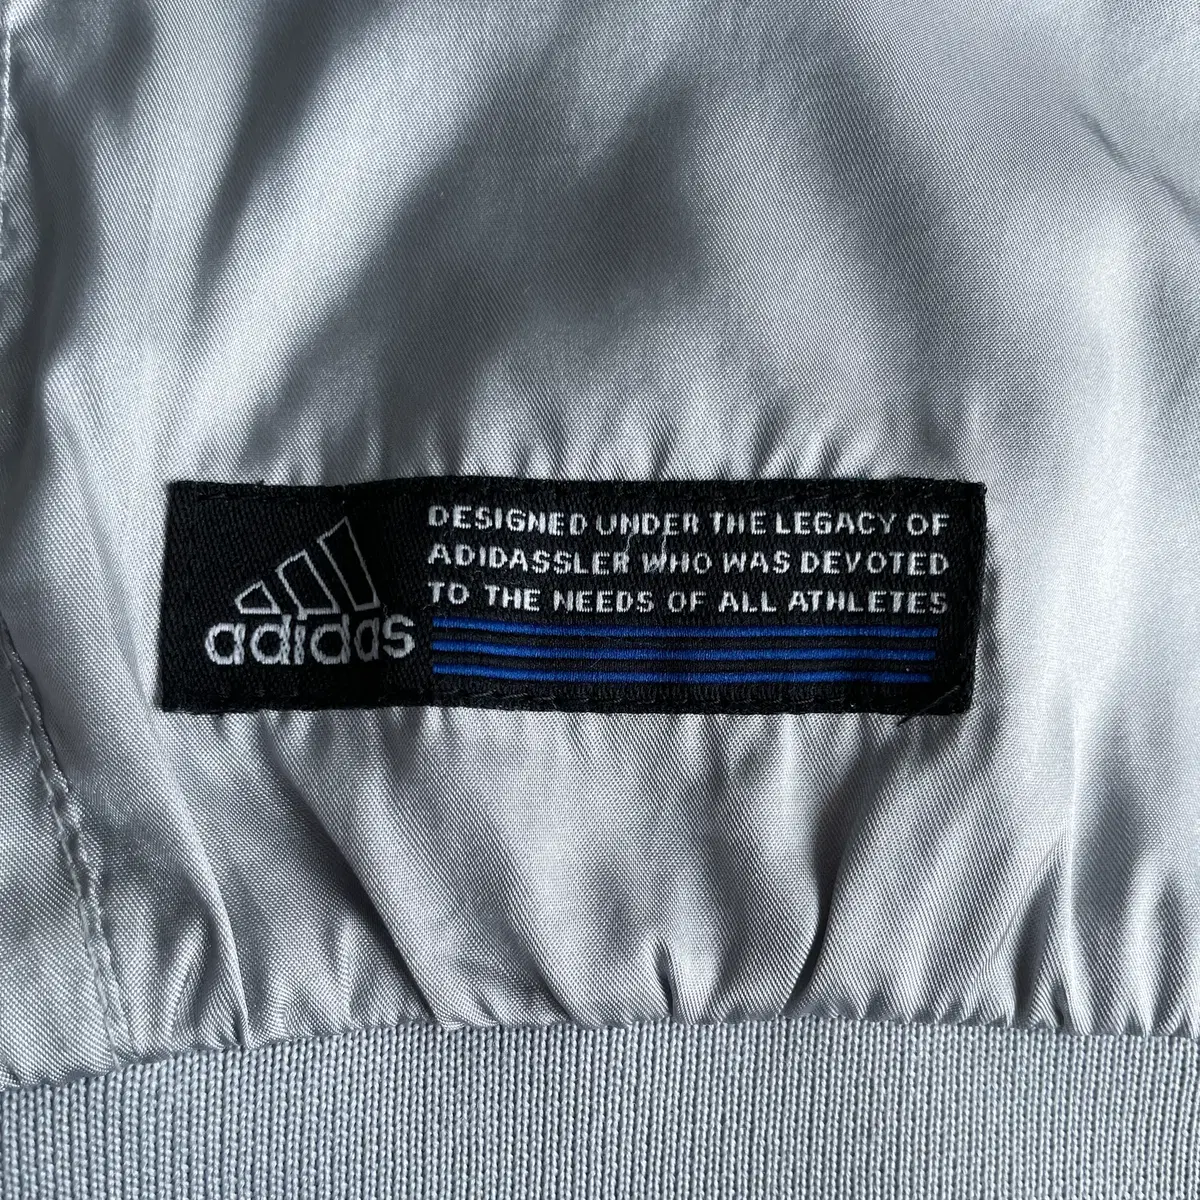 adidas
DESIGNED UNDER THE LEGACY OF
ADIDASSLER WHO WAS DEVOTED
TO THE NEEDS OF ALL ATHLETES